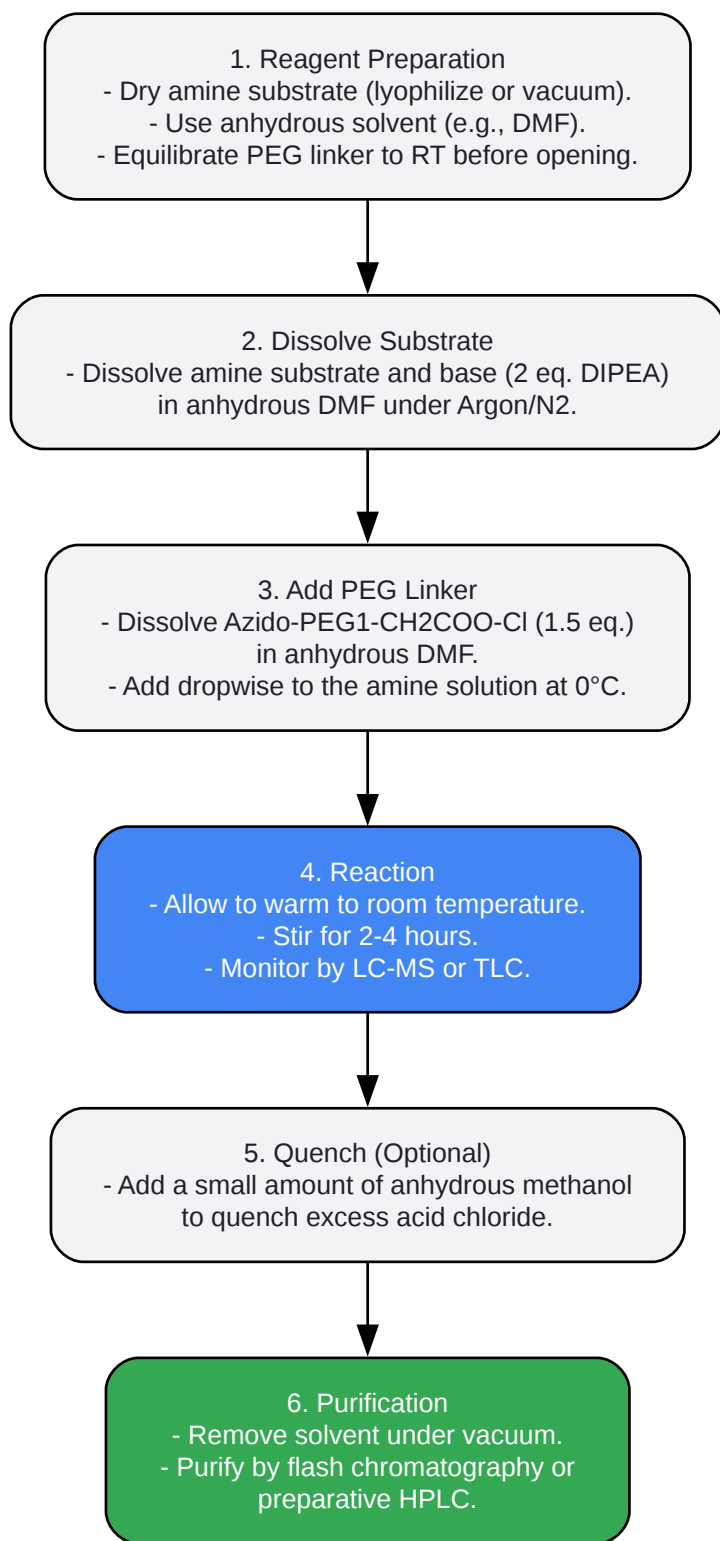 1. Reagent Preparation
- Dry amine substrate (lyophilize or vacuum).
- Use anhydrous solvent (e.g., DMF).
- Equilibrate PEG linker to RT before opening.
2. Dissolve Substrate
- Dissolve amine substrate and base (2 eq. DIPEA)
in anhydrous DMF under Argon/N2.
3. Add PEG Linker
- Dissolve Azido-PEG1-CH2COO-Cl (1.5 eq.)
in anhydrous DMF.
- Add dropwise to the amine solution at 0°C.
4. Reaction
- Allow to warm to room temperature.
- Stir for 2-4 hours.
- Monitor by LC-MS or TLC.
5. Quench (Optional)
- Add a small amount of anhydrous methanol
to quench excess acid chloride.
6. Purification
- Remove solvent under vacuum.
- Purify by flash chromatography or
preparative HPLC.